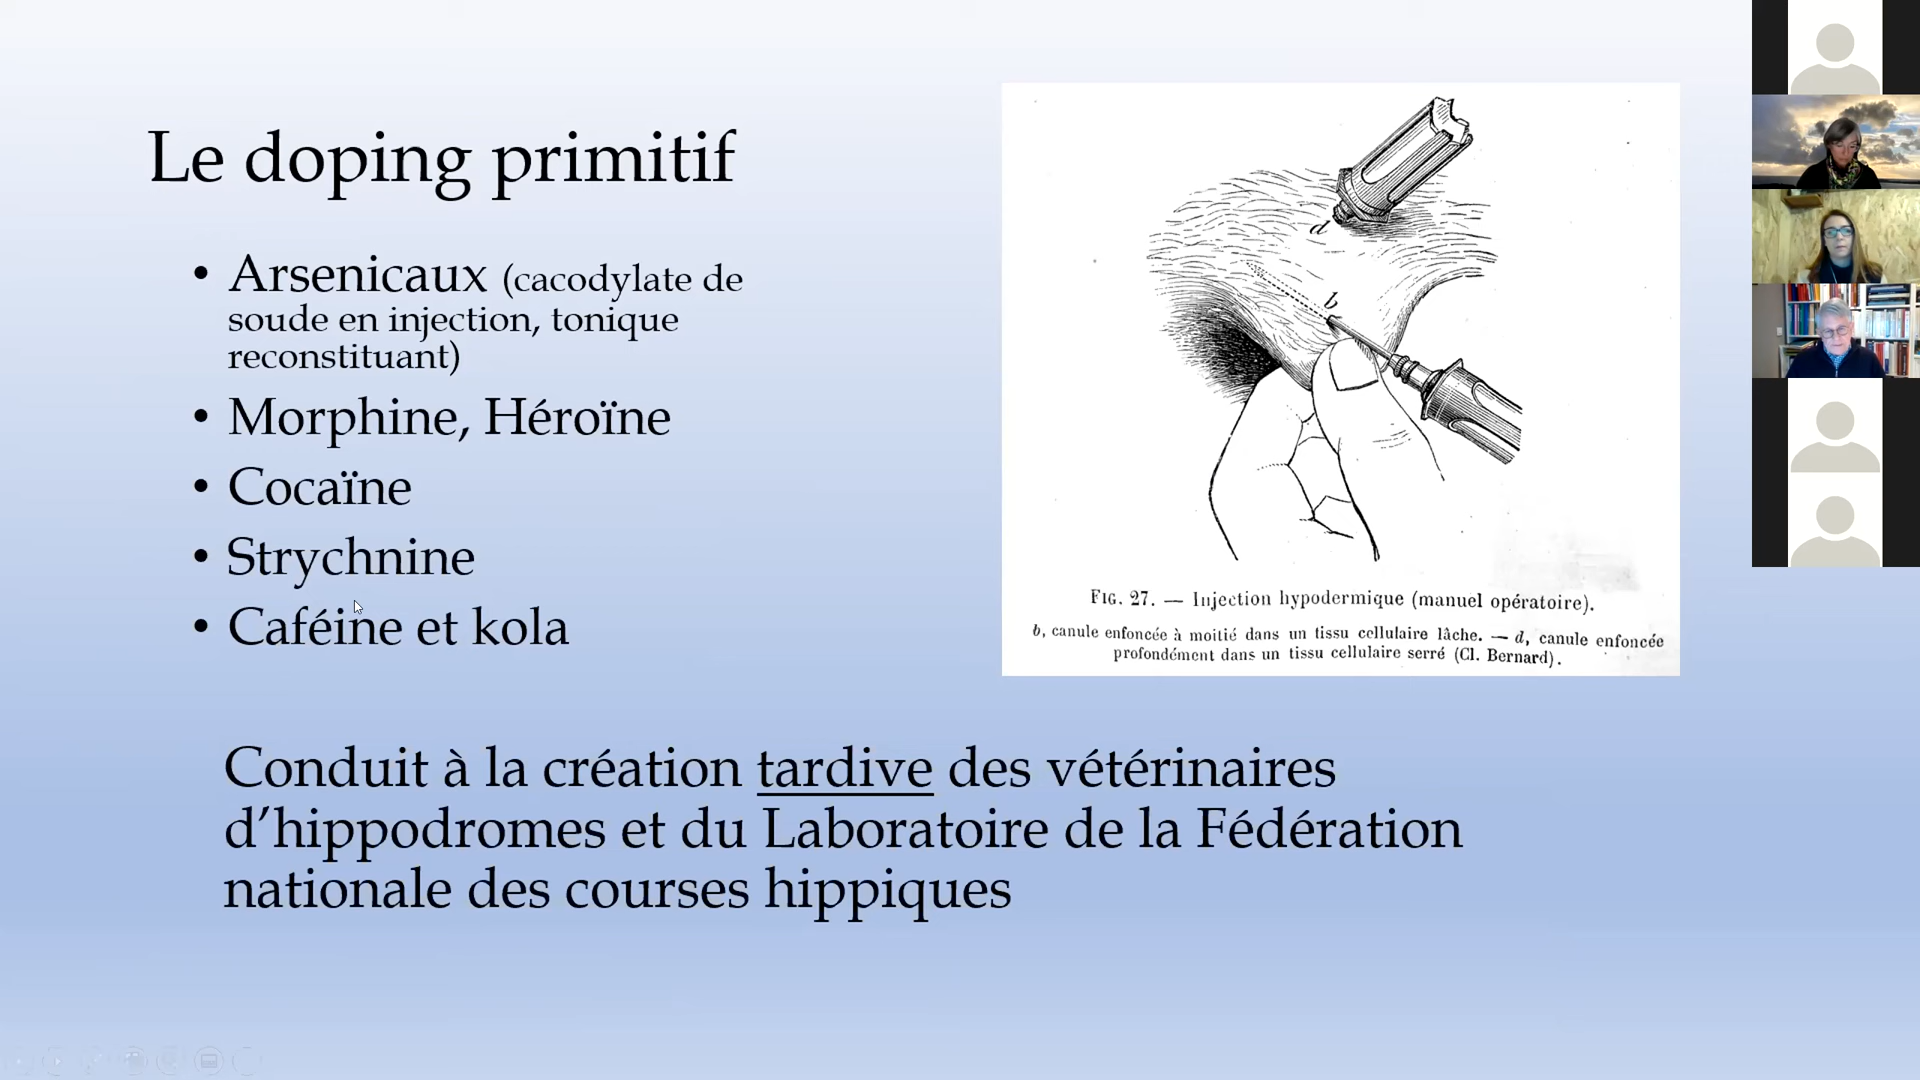 Le doping primitif
• Arsenicaux (cacodylate de
soude en injection, tonique
reconstituant)
• Morphine, Héroïne
• Cocaïne
• Strychnine
• Caféine et kola
d
b
FIG. 27. — Injection hypodermique (manuel opératoire).
b, canule enfoncée à moitié dans un tissu cellulaire lâche. — d, canule enfoncée
profondément dans un tissu cellulaire serré (Cl. Bernard).
Conduit à la création tardive des vétérinaires
d’hippodromes et du Laboratoire de la Fédération
nationale des courses hippiques